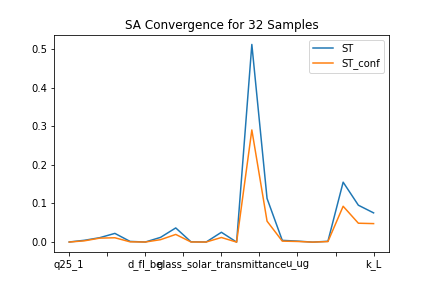 SA Convergence for 32 Samples
ST
ST_conf
0.5
0.4
0.3
0.2
0.1
0.0
q25_1 d_fl_bg glass_solar_transmittance u_ug k_L